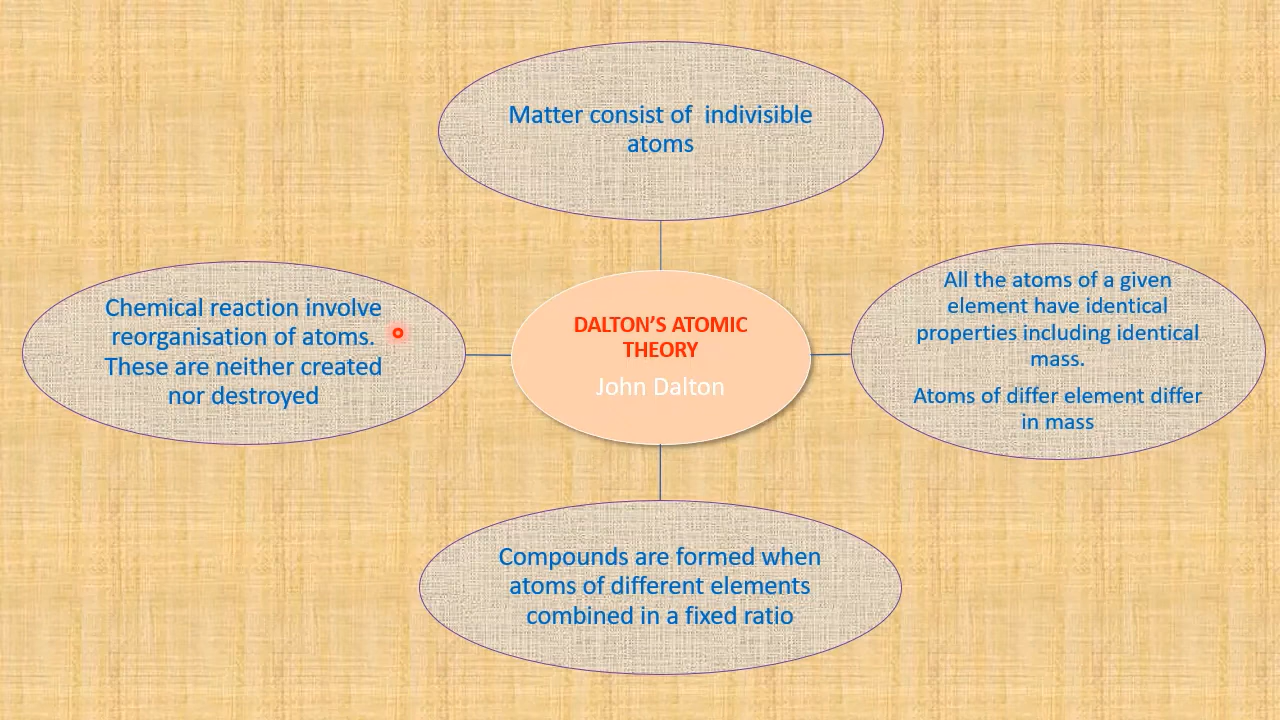 Matter consist of  indivisible
atoms
Chemical reaction involve
reorganisation of atoms.
These are neither created
nor destroyed
DALTON’S ATOMIC
THEORY
John Dalton
All the atoms of a given
element have identical
properties including identical
mass.
Atoms of differ element differ
in mass
Compounds are formed when
atoms of different elements
combined in a fixed ratio